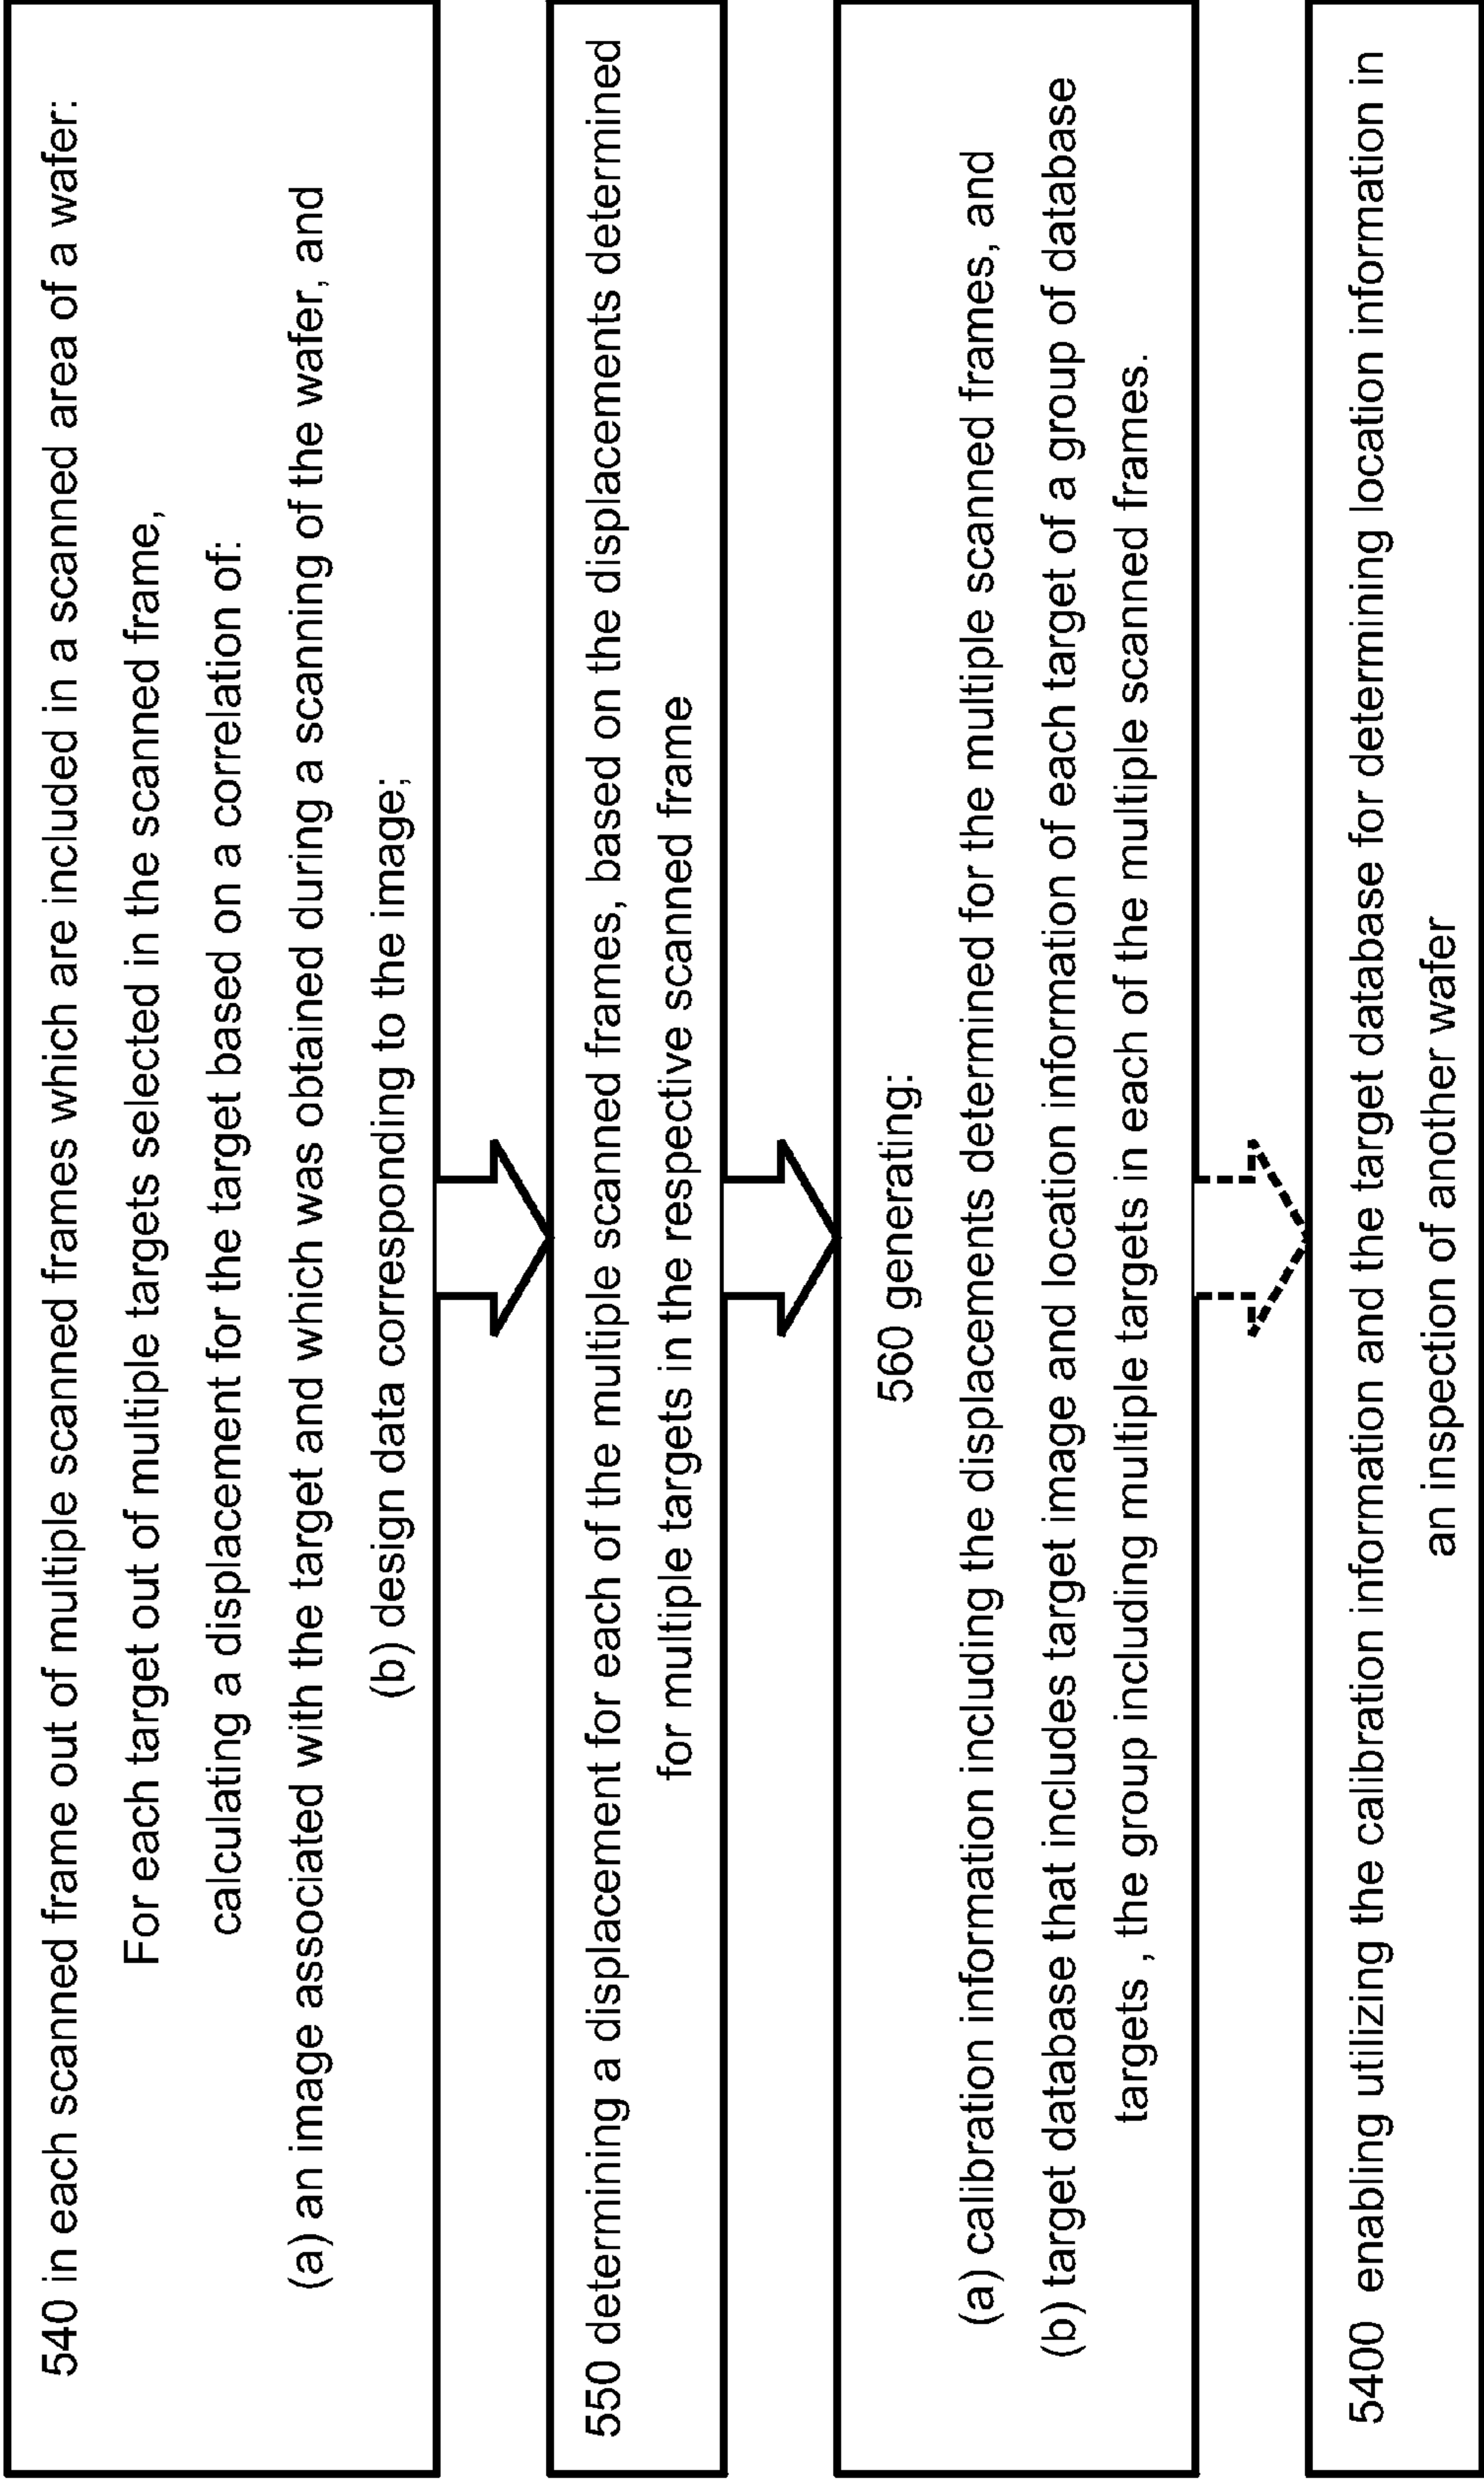 540 in each scanned frame out of multiple scanned frames which are included in a scanned area of a wafer:
For each target out of multiple targets selected in the scanned frame,
calculating a displacement for the target based on a correlation of:
(a) an image associated with the target and which was obtained during a scanning of the wafer, and
(b) design data corresponding to the image;
550 determining a displacement for each of the multiple scanned frames, based on the displacements determined
for multiple targets in the respective scanned frame
560 generating:
(a) calibration information including the displacements determined for the multiple scanned frames, and
(b) target database that includes target image and location information of each target of a group of database
targets , the group including multiple targets in each of the multiple scanned frames.
5400 enabling utilizing the calibration information and the target database for determining location information in
an inspection of another wafer